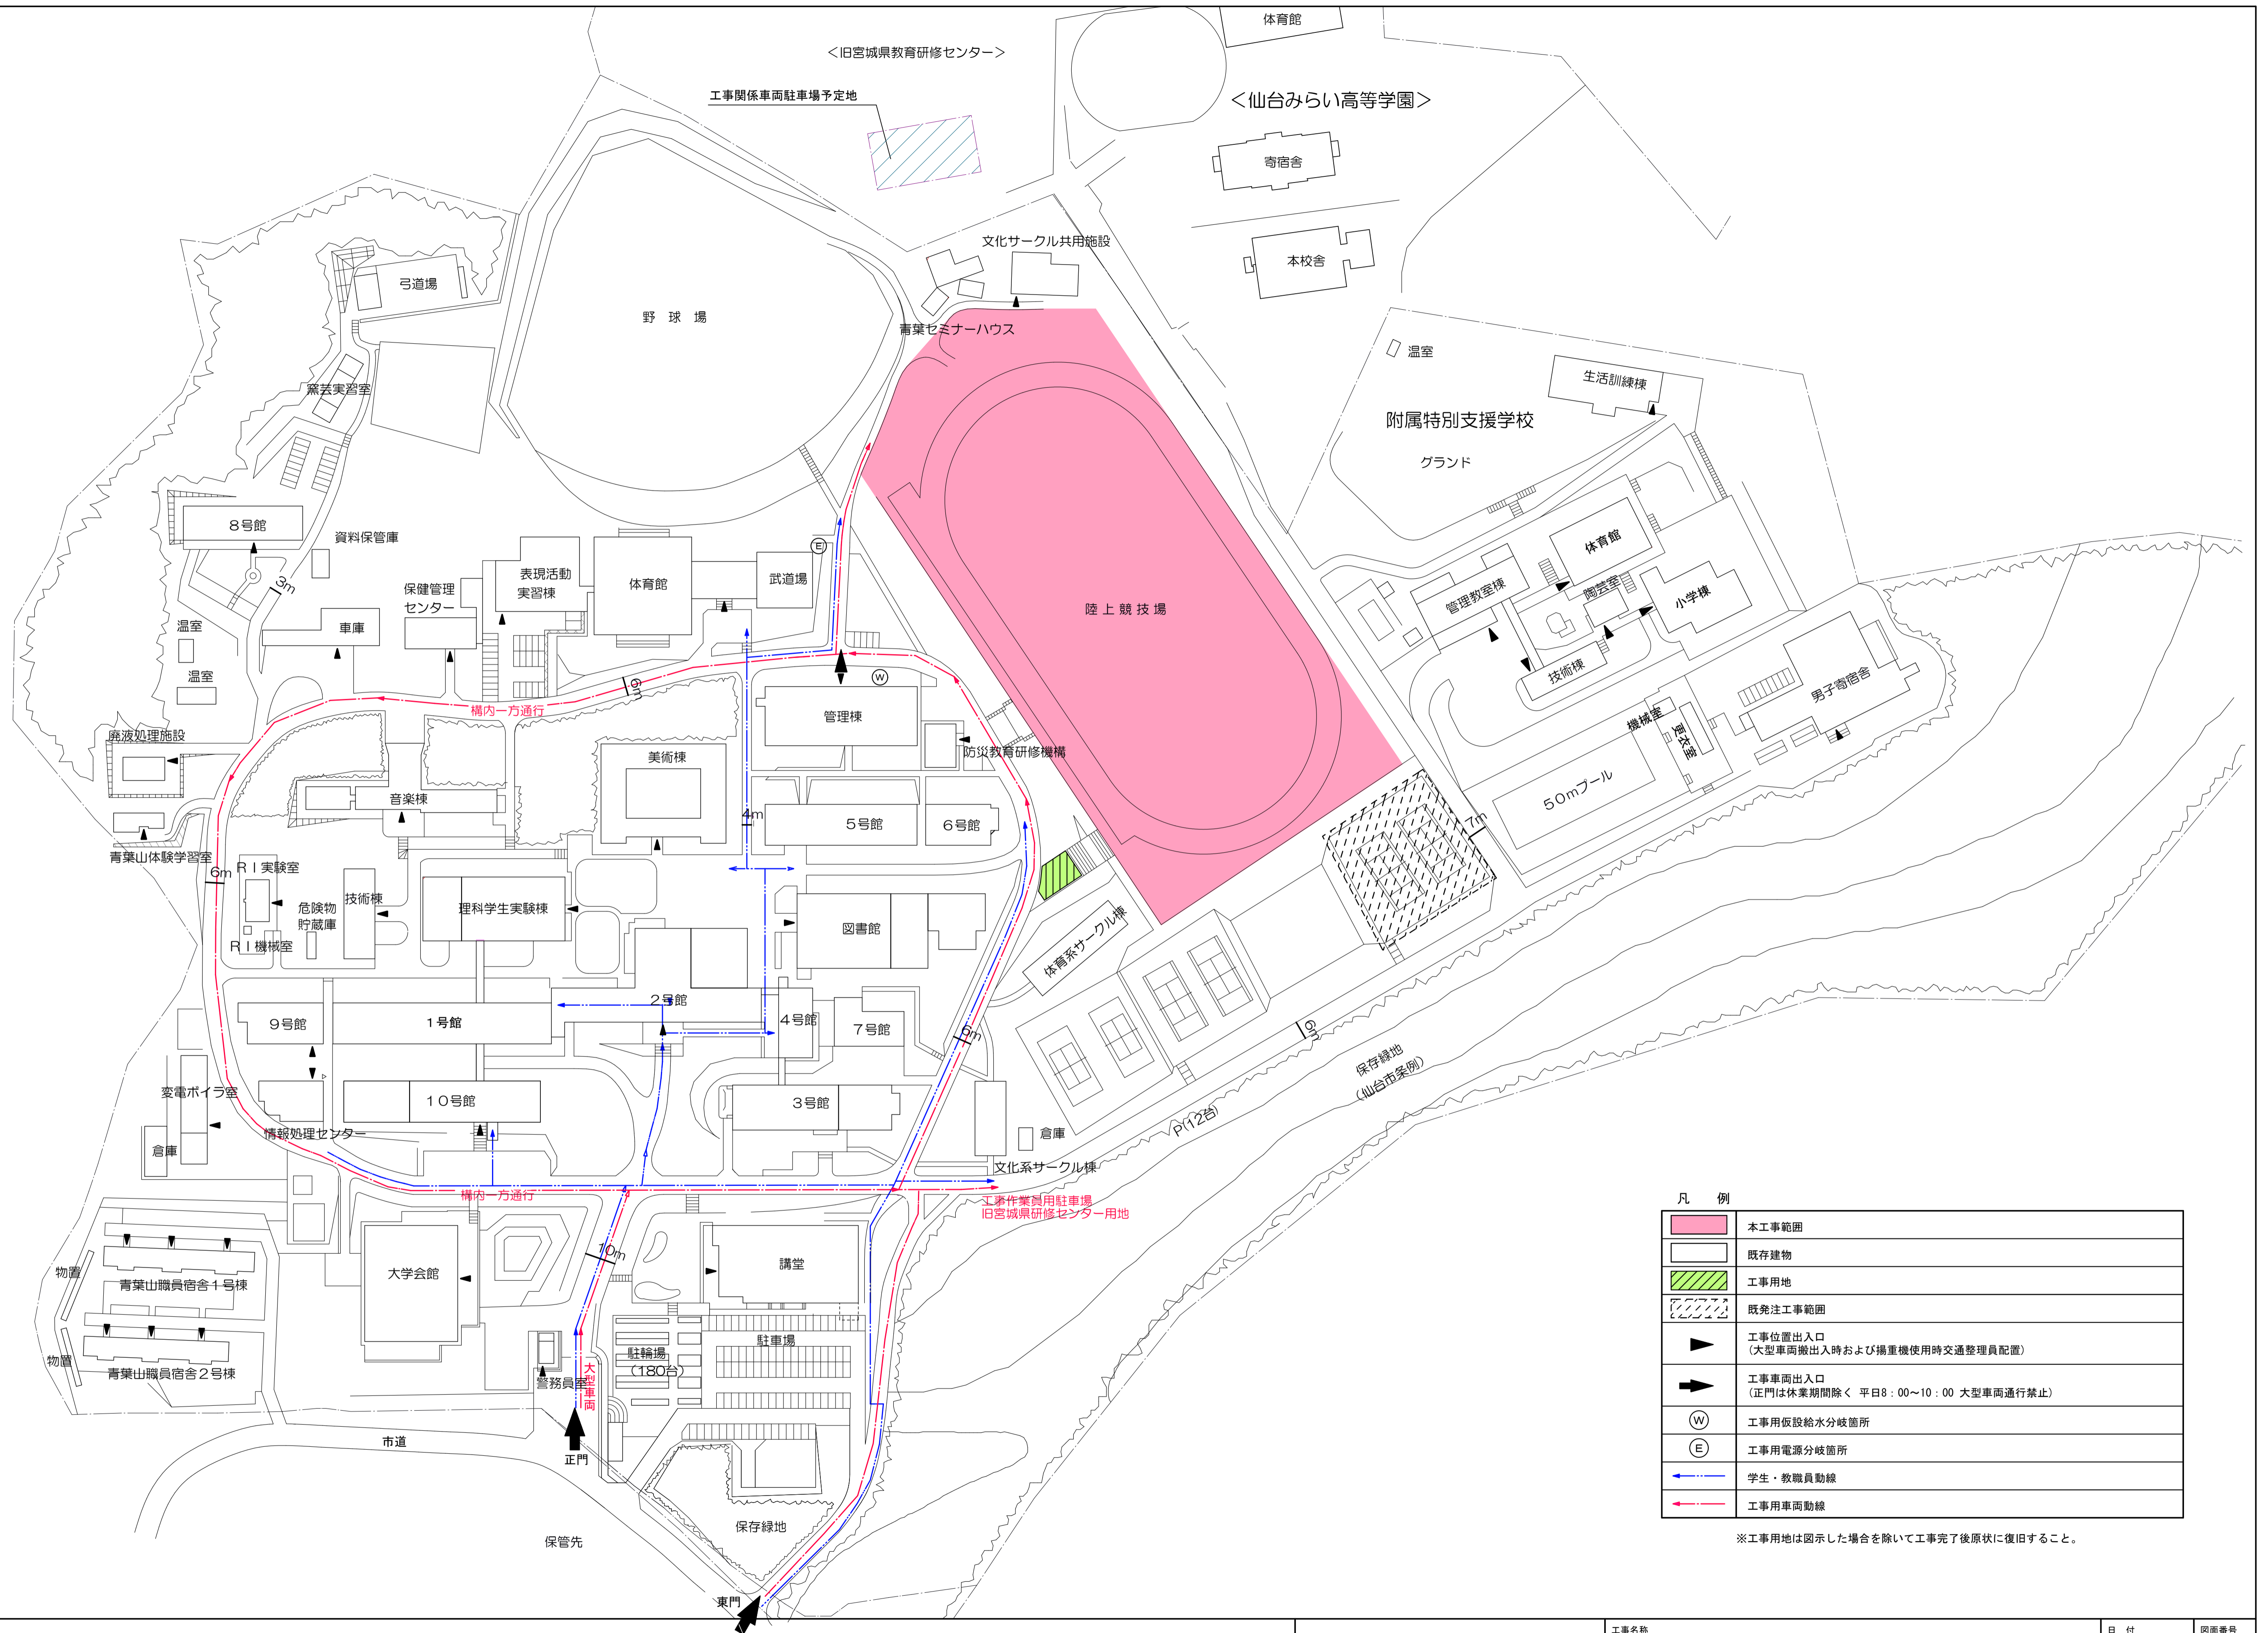 体育館
＜旧宮城県教育研修センター＞
工事関係車両駐車場予定地
＜仙台みらい高等学園＞
寄宿舎
文化サークル共用施設
本校舎
弓道場
野　球　場
青葉セミナーハウス
温室
生活訓練棟
窯芸実習室
附属特別支援学校
グランド
8号館
資料保管庫
3m
表現活動
実習棟
体育館
武道場
E
保健管理
センター
体育館
陶芸室
管理教室棟
小学棟
陸上競技場
車庫
温室
温室
技術棟
男子寄宿舎
6m
W
構内一方通行
管理棟
機械室
更衣室
廃液処理施設
美術棟
防災教育研修機構
50mプール
音楽棟
4m
5号館
6号館
7m
青葉山体験学習室
6m
ＲＩ実験室
技術棟
危険物
貯蔵庫
理科学生実験棟
図書館
ＲＩ機械室
体育系サークル棟
2号館
9号館
1号館
4号館
7号館
6m
6m
保存緑地
（仙台市条例）
変電ボイラ室
10号館
3号館
P(12台)
情報処理センター
倉庫
倉庫
文化系サークル棟
構内一方通行
工事作業員用駐車場
旧宮城県研修センター用地
10m
大学会館
講堂
物置
青葉山職員宿舎1号棟
駐車場
駐輪場
（180台）
物置
青葉山職員宿舎2号棟
警務員室
大型車両
市道
正門
保存緑地
保管先
東門
凡　例
本工事範囲
既存建物
工事用地
既発注工事範囲
工事位置出入口
（大型車両搬出入時および揚重機使用時交通整理員配置）
工事車両出入口
（正門は休業期間除く 平日8：00～10：00 大型車両通行禁止）
W 工事用仮設給水分岐箇所
E 工事用電源分岐箇所
学生・教職員動線
工事用車両動線
※工事用地は図示した場合を除いて工事完了後原状に復旧すること。
工事名称
日　付
図面番号